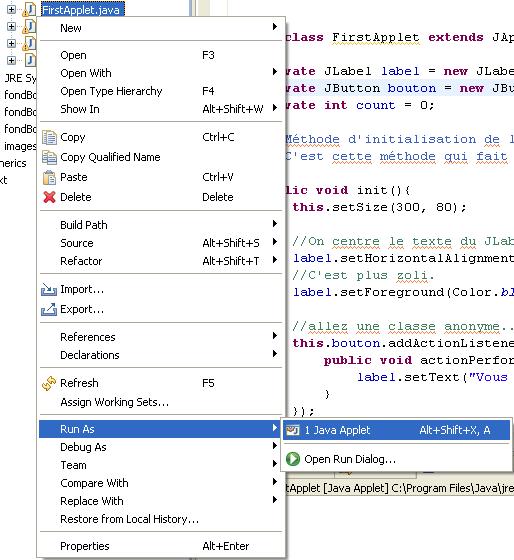 FirstApplet.java
New
Open F3
Open With
Open Type Hierarchy F4
Show In Alt+Shift+W
Copy Ctrl+C
Copy Qualified Name
Paste Ctrl+V
Delete Delete
Build Path
Source Alt+Shift+S
Refactor Alt+Shift+T
Import...
Export...
References
Declarations
Refresh F5
Assign Working Sets...
Run As
Debug As
Team
Compare With
Replace With
Restore from Local History...
Properties Alt+Enter
1 Java Applet Alt+Shift+X, A
Open Run Dialog...
JRE Sy
fondBo
fondBo
fondBo
images
nerics
xt
class FirstApplet extends JAp
vate JLabel label = new JLabe
vate JButton bouton = new JBu
vate int count = 0;
Méthode d'initialisation de l
C'est cette méthode qui fait
lic void init(){
this.setSize(300, 80);
//On centre le texte du JLab
label.setHorizontalAlignment
//C'est plus zoli.
label.setForeground(Color.bl
//allez une classe anonyme..
this.bouton.addActionListene
public void actionPerfor
label.setText("Vous
}
});
stApplet [Java Applet] C:\Program Files\Java\jre